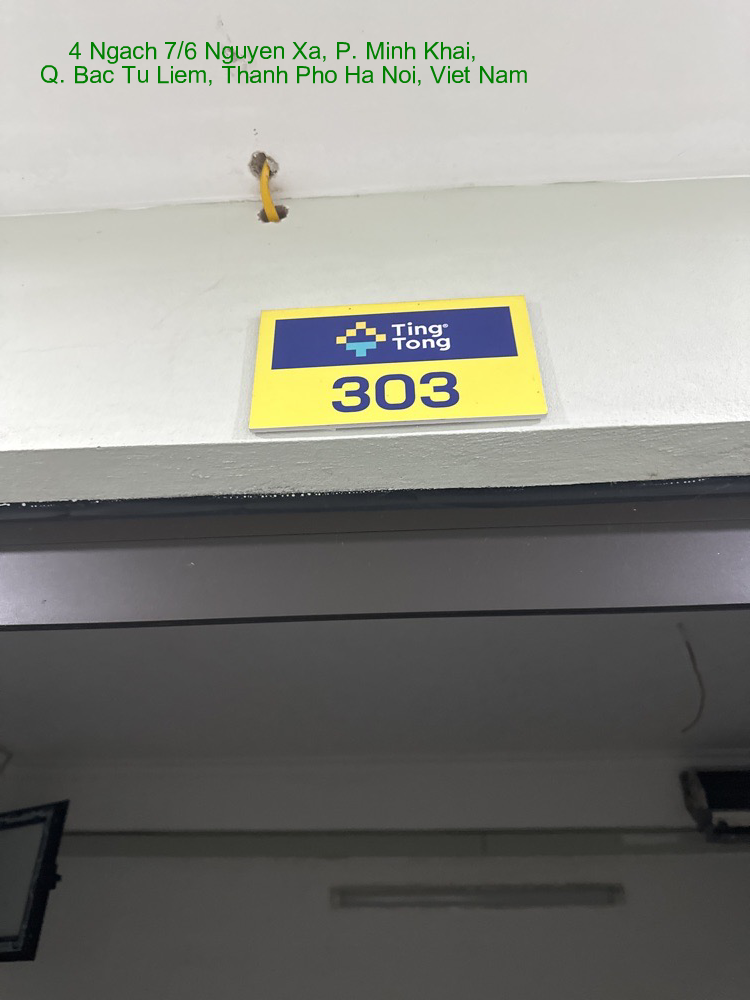 4 Ngach 7/6 Nguyen Xa, P. Minh Khai,
Q. Bac Tu Liem, Thanh Pho Ha Noi, Viet Nam
Ting®
Tong
303